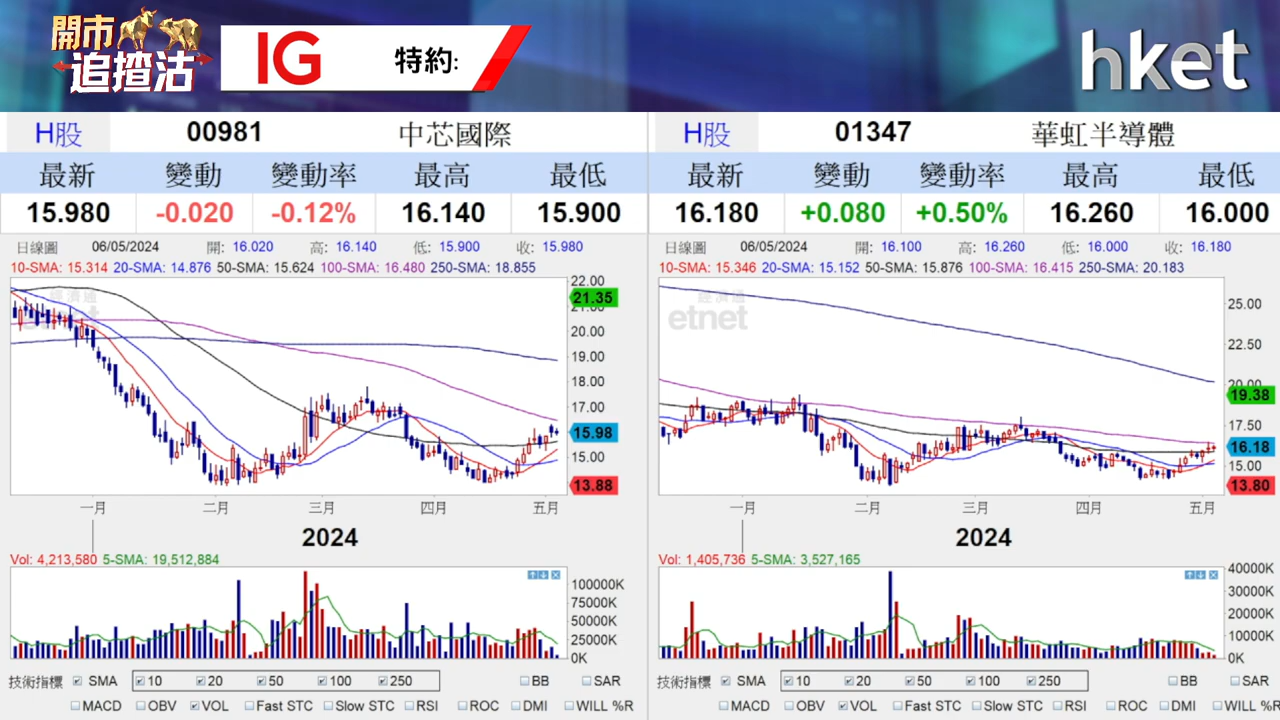 開市
追揸沽
IG
特約:
hket
H股 00981 中芯國際
最新 變動 變動率 最高 最低
15.980 -0.020 -0.12% 16.140 15.900
日線圖 06/05/2024 開: 16.020 高: 16.140 低: 15.900 收: 15.980
10-SMA: 15.314 20-SMA: 14.876 50-SMA: 15.624 100-SMA: 16.480 250-SMA: 18.855
經濟通
etnet
22.00
21.35
21.00
20.00
19.00
18.00
17.00
15.98
15.00
13.88
一月 二月 三月 四月 五月
2024
Vol: 4,213,580 5-SMA: 19,512,884
100000K
75000K
50000K
25000K
0K
技術指標 SMA 10 20 50 100 250 BB SAR
MACD OBV VOL Fast STC Slow STC RSI ROC DMI WILL %R
H股 01347 華虹半導體
最新 變動 變動率 最高 最低
16.180 +0.080 +0.50% 16.260 16.000
日線圖 06/05/2024 開: 16.100 高: 16.260 低: 16.000 收: 16.180
10-SMA: 15.346 20-SMA: 15.152 50-SMA: 15.876 100-SMA: 16.415 250-SMA: 20.183
經濟通
etnet
25.00
22.50
20.00
19.38
17.50
16.18
15.00
13.80
一月 二月 三月 四月 五月
2024
Vol: 1,405,736 5-SMA: 3,527,165
40000K
30000K
20000K
10000K
0K
技術指標 SMA 10 20 50 100 250 BB SAR
MACD OBV VOL Fast STC Slow STC RSI ROC DMI WILL %R